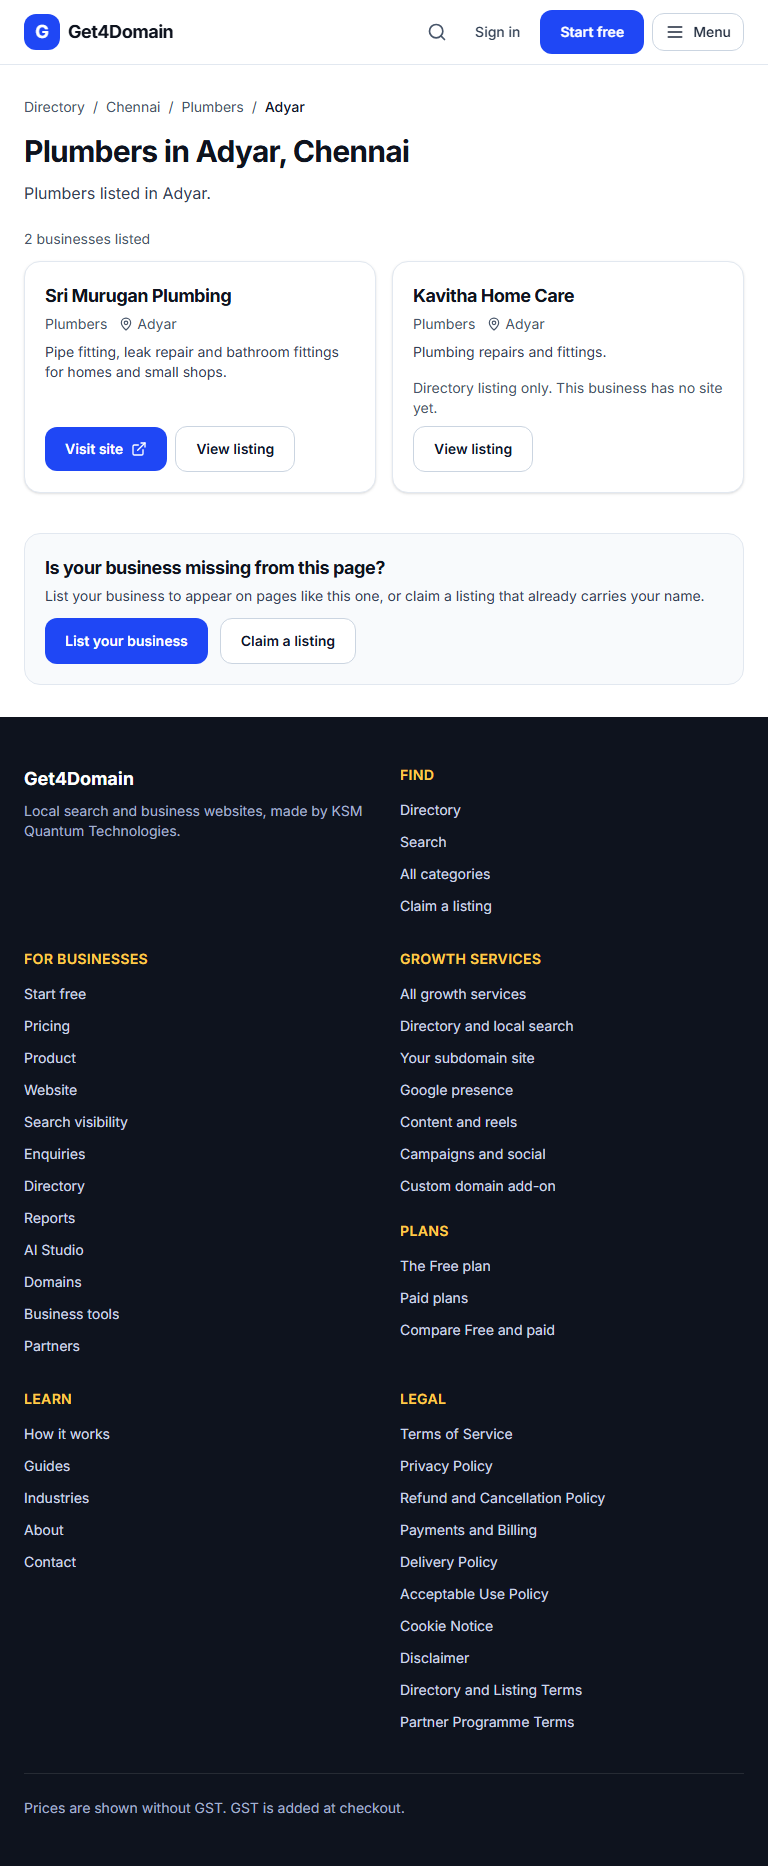 G Get4Domain
Sign in
Start free
Menu
Directory / Chennai / Plumbers / Adyar
Plumbers in Adyar, Chennai
Plumbers listed in Adyar.
2 businesses listed
Sri Murugan Plumbing
Plumbers Adyar
Pipe fitting, leak repair and bathroom fittings
for homes and small shops.
Visit site
View listing
Kavitha Home Care
Plumbers Adyar
Plumbing repairs and fittings.
Directory listing only. This business has no site
yet.
View listing
Is your business missing from this page?
List your business to appear on pages like this one, or claim a listing that already carries your name.
List your business
Claim a listing
Get4Domain
Local search and business websites, made by KSM
Quantum Technologies.
FIND
Directory
Search
All categories
Claim a listing
FOR BUSINESSES
Start free
Pricing
Product
Website
Search visibility
Enquiries
Directory
Reports
AI Studio
Domains
Business tools
Partners
GROWTH SERVICES
All growth services
Directory and local search
Your subdomain site
Google presence
Content and reels
Campaigns and social
Custom domain add-on
PLANS
The Free plan
Paid plans
Compare Free and paid
LEARN
How it works
Guides
Industries
About
Contact
LEGAL
Terms of Service
Privacy Policy
Refund and Cancellation Policy
Payments and Billing
Delivery Policy
Acceptable Use Policy
Cookie Notice
Disclaimer
Directory and Listing Terms
Partner Programme Terms
Prices are shown without GST. GST is added at checkout.